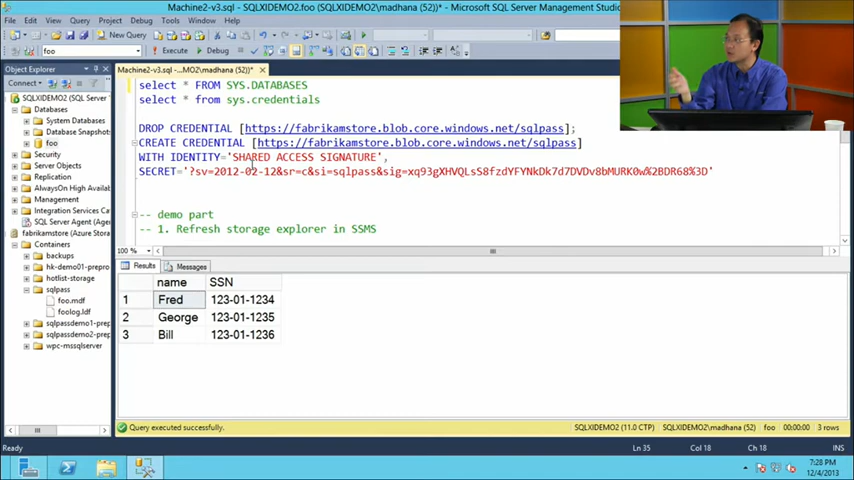 Machine2-v3.sql - SQLXIDEMO2.foo (SQLXIDEMO2\madhana (52))* - Microsoft SQL Server Management Studio
File Edit View Query Project Debug Tools Window Help
New Query
foo
Execute
Debug
Object Explorer
Connect
SQLXIDEMO2 (SQL Server
Databases
System Databases
Database Snapshots
foo
Security
Server Objects
Replication
AlwaysOn High Availab
Management
Integration Services Cat
SQL Server Agent (Agen
fabrikamstore (Azure Storag
Containers
backups
hk-demo01-prepro
hotlist-storage
sqlpass
foo.mdf
foolog.ldf
sqlpassdemo1-prep
sqlpassdemo2-prep
wpc-mssqlserver
Machine2-v3.sql -...MO2\madhana (52))*
select * FROM SYS.DATABASES
select * from sys.credentials
DROP CREDENTIAL [https://fabrikamstore.blob.core.windows.net/sqlpass];
CREATE CREDENTIAL [https://fabrikamstore.blob.core.windows.net/sqlpass]
WITH IDENTITY='SHARED ACCESS SIGNATURE',
SECRET='?sv=2012-02-12&sr=c&si=sqlpass&sig=xq93gXHVQLsS8fzdYFYNkDk7d7DVDv8bMURK0w%2BDR68%3D'
-- demo part
-- 1. Refresh storage explorer in SSMS
100 %
Results Messages
name SSN
1 Fred 123-01-1234
2 George 123-01-1235
3 Bill 123-01-1236
Query executed successfully.
SQLXIDEMO2 (11.0 CTP) SQLXIDEMO2\madhana (52) foo 00:00:00 3 rows
Ready
Ln 35 Col 18 Ch 18 INS
7:28 PM
12/4/2013